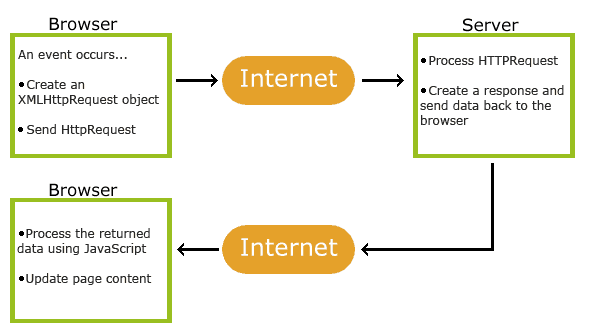 Browser
An event occurs...
•Create an
XMLHttpRequest object
• Send HttpRequest
Internet
Server
•Process HTTPRequest
•Create a response and
send data back to the
browser
Browser
•Process the returned
data using JavaScript
•Update page content
Internet